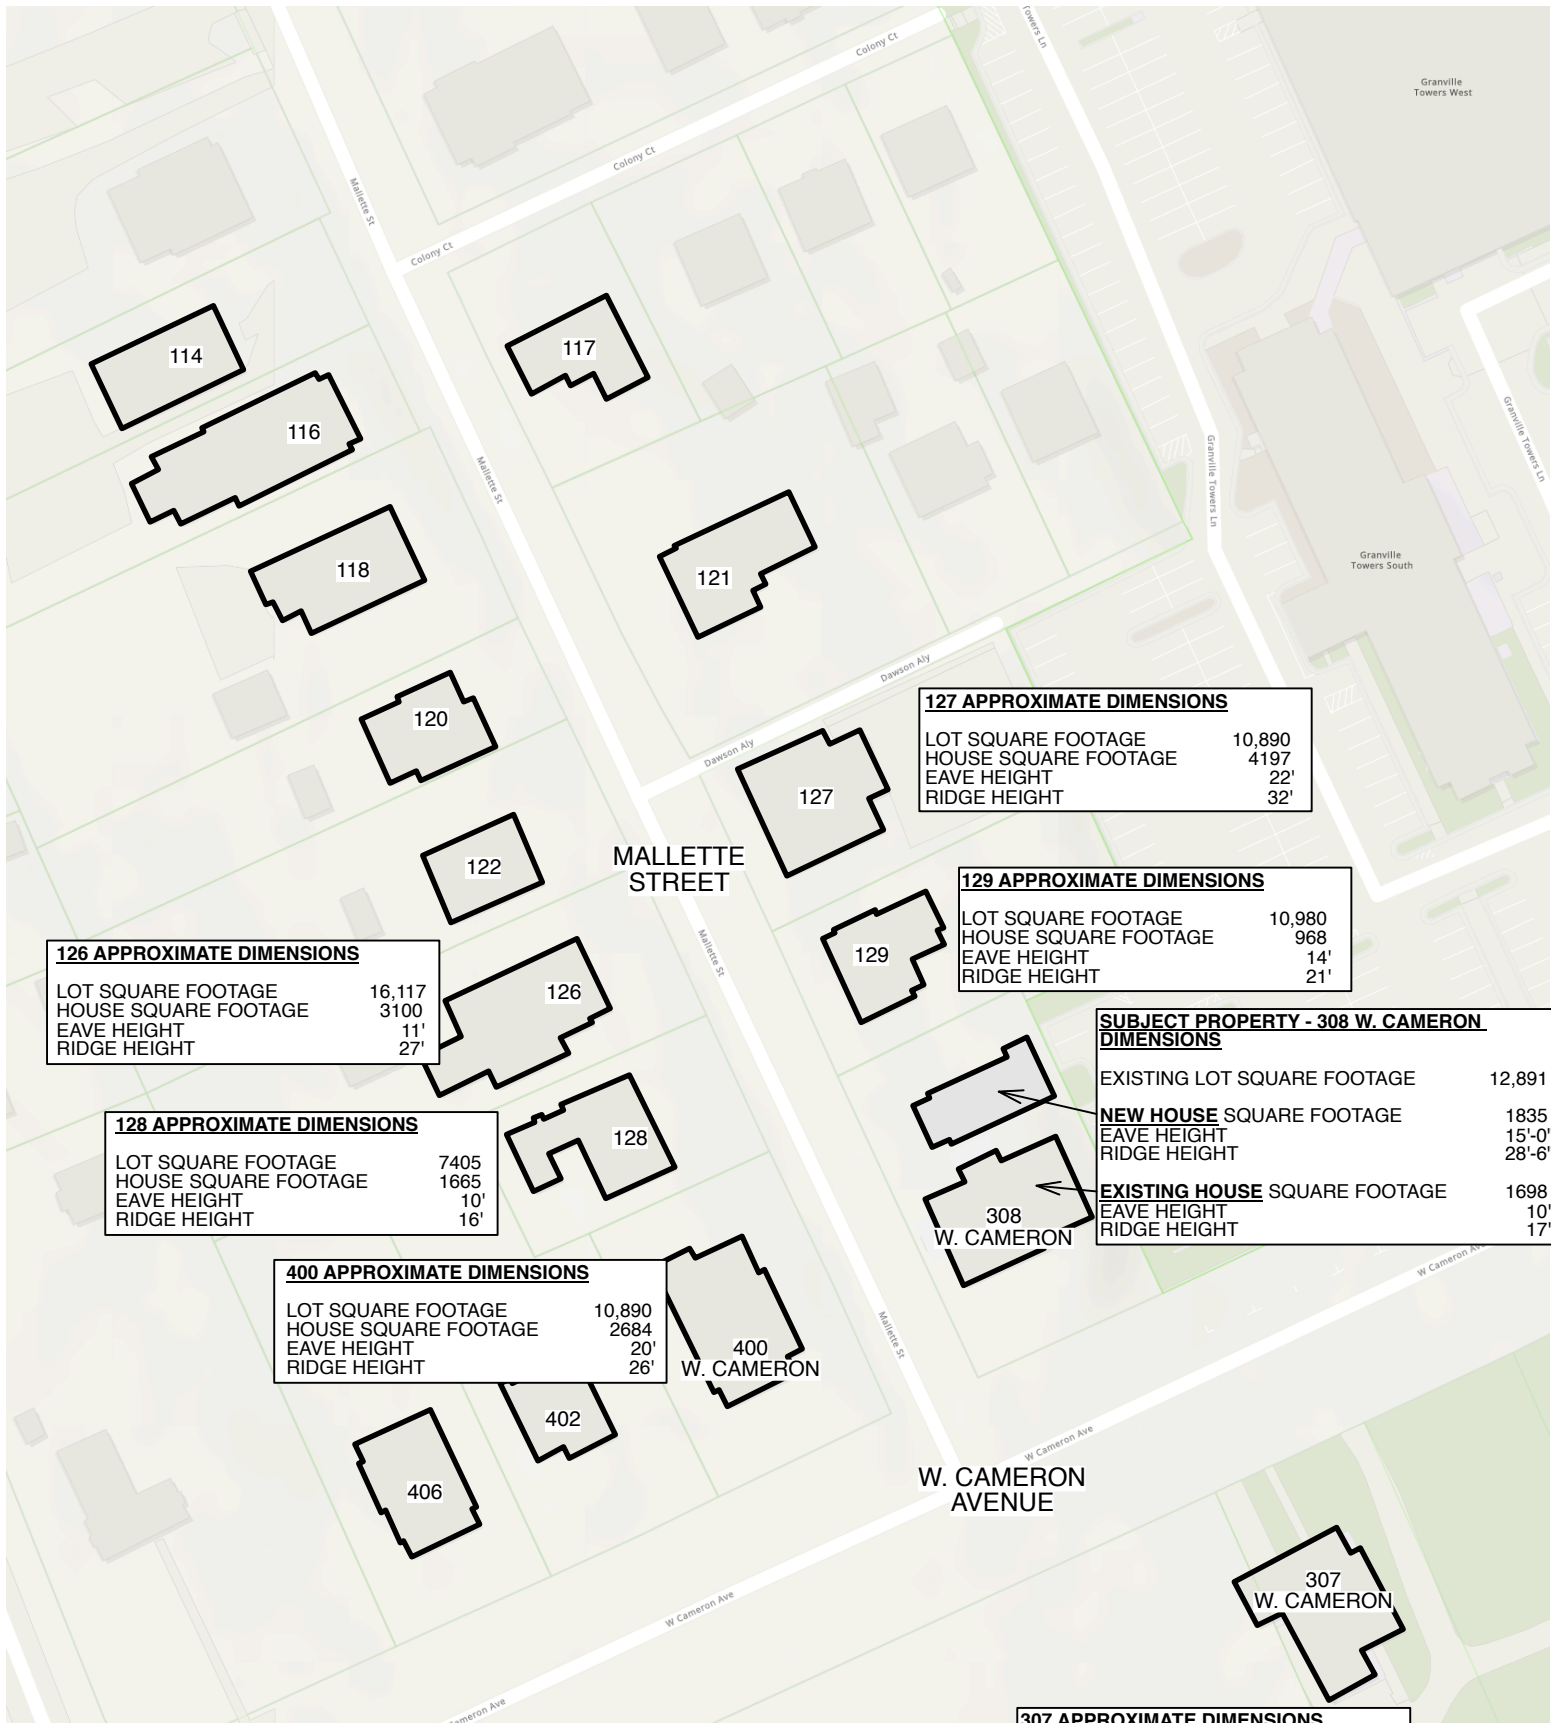 Towers Ln
Colony Ct
Granville
Towers West
Colony Ct
Mallette St
Colony Ct
114
117
116
Mallette St
Granville Towers Ln
Granville Towers Ln
118
121
Granville
Towers South
Dawson Aly
120
127 APPROXIMATE DIMENSIONS
LOT SQUARE FOOTAGE 10,890
HOUSE SQUARE FOOTAGE 4197
EAVE HEIGHT 22'
RIDGE HEIGHT 32'
Dawson Aly
127
MALLETTE
STREET
122
129 APPROXIMATE DIMENSIONS
LOT SQUARE FOOTAGE 10,980
HOUSE SQUARE FOOTAGE 968
EAVE HEIGHT 14'
RIDGE HEIGHT 21'
Mallette St
129
126 APPROXIMATE DIMENSIONS
LOT SQUARE FOOTAGE 16,117
HOUSE SQUARE FOOTAGE 3100
EAVE HEIGHT 11'
RIDGE HEIGHT 27'
126
SUBJECT PROPERTY - 308 W. CAMERON
DIMENSIONS
EXISTING LOT SQUARE FOOTAGE 12,891
NEW HOUSE SQUARE FOOTAGE 1835
EAVE HEIGHT 15'-0"
RIDGE HEIGHT 28'-6"
EXISTING HOUSE SQUARE FOOTAGE 1698
EAVE HEIGHT 10'
RIDGE HEIGHT 17'
128 APPROXIMATE DIMENSIONS
LOT SQUARE FOOTAGE 7405
HOUSE SQUARE FOOTAGE 1665
EAVE HEIGHT 10'
RIDGE HEIGHT 16'
128
308
W. CAMERON
W Cameron Ave
400 APPROXIMATE DIMENSIONS
LOT SQUARE FOOTAGE 10,890
HOUSE SQUARE FOOTAGE 2684
EAVE HEIGHT 20'
RIDGE HEIGHT 26'
400
W. CAMERON
Mallette St
402
W Cameron Ave
406
W. CAMERON
AVENUE
307
W. CAMERON
W Cameron Ave
Cameron Ave
307 APPROXIMATE DIMENSIONS